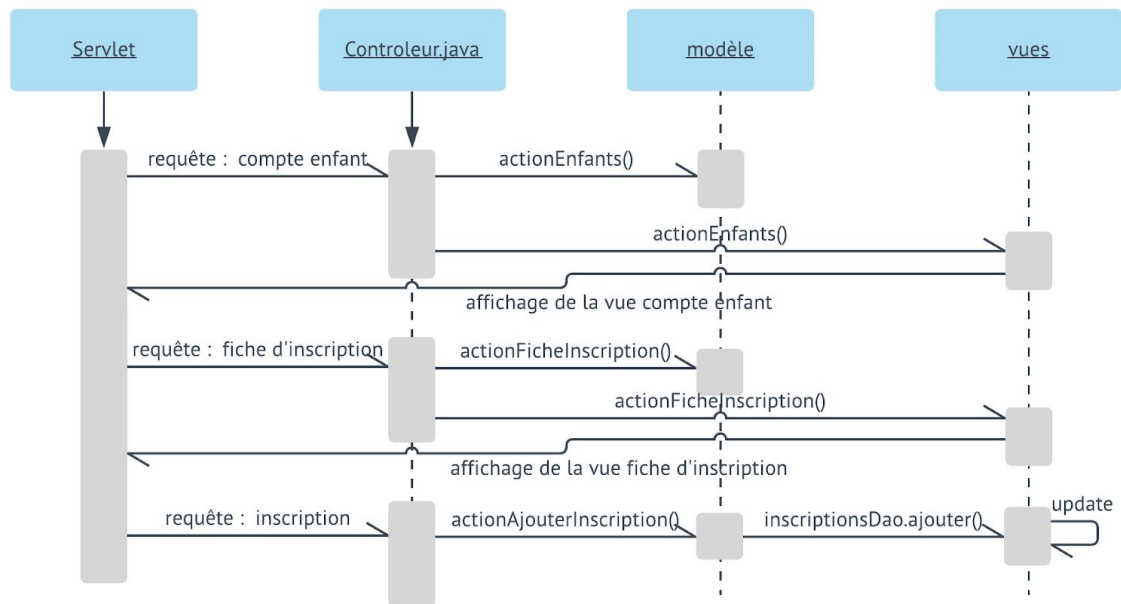 Servlet
Controleur.java
modèle
vues
requête : compte enfant
actionEnfants()
actionEnfants()
affichage de la vue compte enfant
requête : fiche d'inscription
actionFicheInscription()
actionFicheInscription()
affichage de la vue fiche d'inscription
requête : inscription
actionAjouterInscription()
inscriptionsDao.ajouter()
update